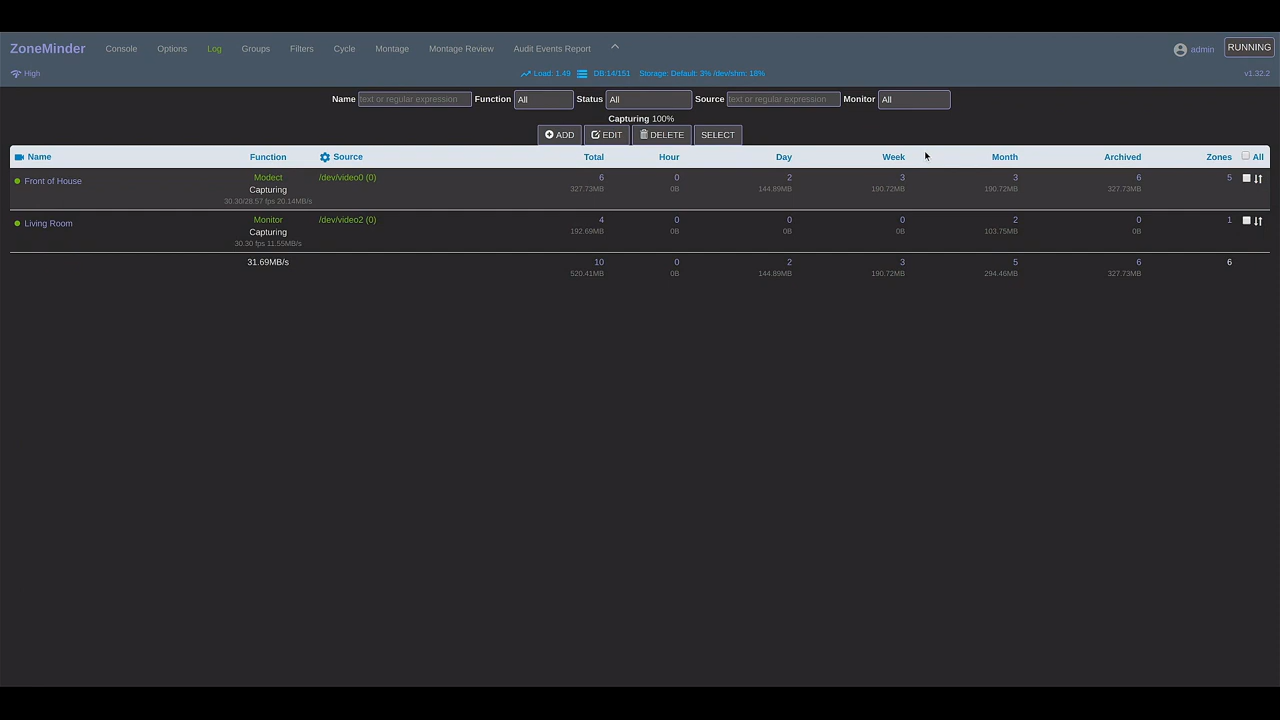 ZoneMinder Console Options Log Groups Filters Cycle Montage Montage Review Audit Events Report admin RUNNING
High Load: 1.49 DB:14/151 Storage: Default: 3% /dev/shm: 18% v1.32.2
Name text or regular expression Function All Status All Source text or regular expression Monitor All
Capturing 100%
ADD EDIT DELETE SELECT
Name Function Source Total Hour Day Week Month Archived Zones All
Front of House Modect /dev/video0 (0) 6 0 2 3 3 6 5
Capturing 327.73MB 0B 144.89MB 190.72MB 190.72MB 327.73MB
30.30/28.57 fps 20.14MB/s
Living Room Monitor /dev/video2 (0) 4 0 0 0 2 0 1
Capturing 192.69MB 0B 0B 0B 103.75MB 0B
30.30 fps 11.55MB/s
31.69MB/s 10 0 2 3 5 6 6
520.41MB 0B 144.89MB 190.72MB 294.46MB 327.73MB